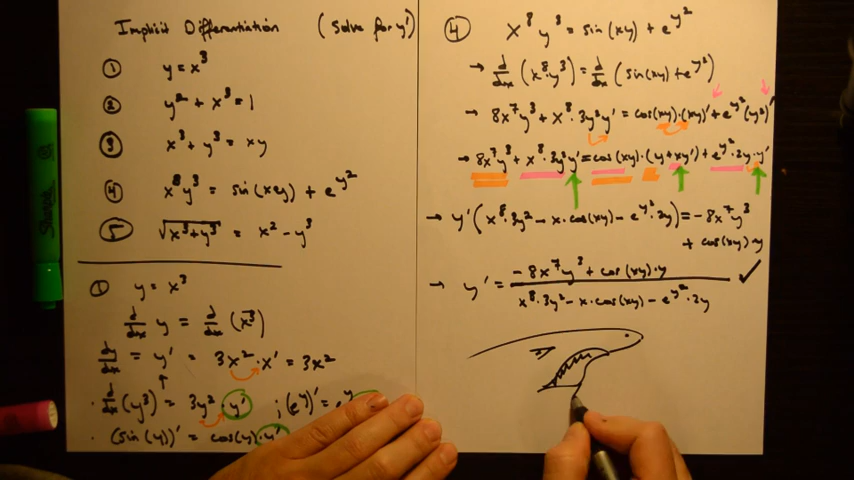 Implicit Differentiation (Solve for y')
① y = x³
② y² + x³ = 1
③ x³ + y³ = xy
④ x⁸y³ = sin(xy) + e^{y²}
⑤ √(x³+y³) = x² - y³
① y = x³
d/dx y = d/dx (x³)
dy/dx = y' = 3x² · x' = 3x²
· d/dx (y³) = 3y² · y' ; (e^y)' = e^y
· (sin(y))' = cos(y) · y'
④ x⁸y³ = sin(xy) + e^{y²}
→ d/dx (x⁸·y³) = d/dx (sin(xy) + e^{y²})
→ 8x⁷y³ + x⁸·3y²y' = cos(xy)·(xy)' + e^{y²}(y²)'
→ 8x⁷y³ + x⁸·3y²y' = cos(xy)·(y+xy') + e^{y²}·2y·y'
→ y'(x⁸·3y² - x·cos(xy) - e^{y²}·2y) = -8x⁷y³
+ cos(xy)·y
→ y' = (-8x⁷y³ + cos(xy)·y) / (x⁸·3y² - x·cos(xy) - e^{y²}·2y) ✓